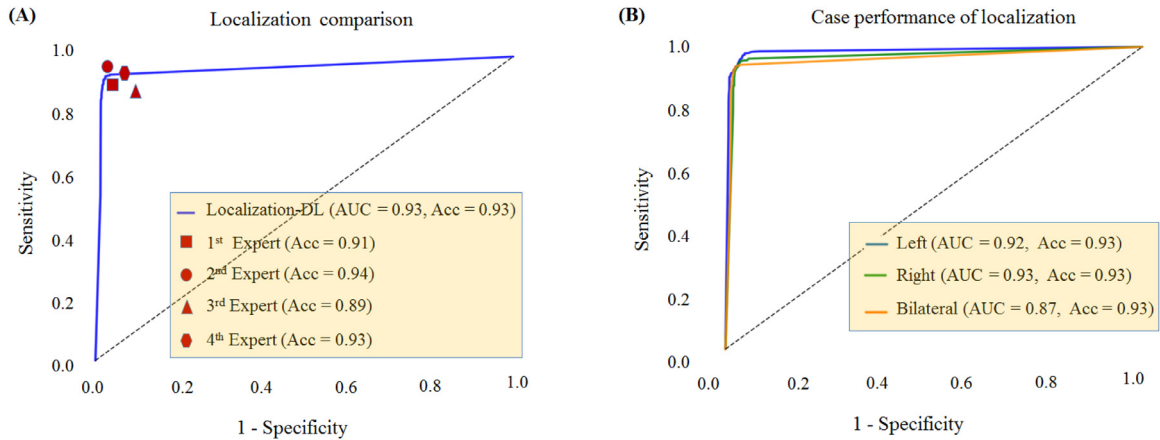 (A)
Localization comparison
1.0
0.8
0.6
0.4
0.2
0.0
Sensitivity
Localization-DL (AUC = 0.93, Acc = 0.93)
1st Expert (Acc = 0.91)
2nd Expert (Acc = 0.94)
3rd Expert (Acc = 0.89)
4th Expert (Acc = 0.93)
0.0 0.2 0.4 0.6 0.8 1.0
1 - Specificity
(B)
Case performance of localization
1.0
0.8
0.6
0.4
0.2
0.0
Sensitivity
Left (AUC = 0.92, Acc = 0.93)
Right (AUC = 0.93, Acc = 0.93)
Bilateral (AUC = 0.87, Acc = 0.93)
0.0 0.2 0.4 0.6 0.8 1.0
1 - Specificity